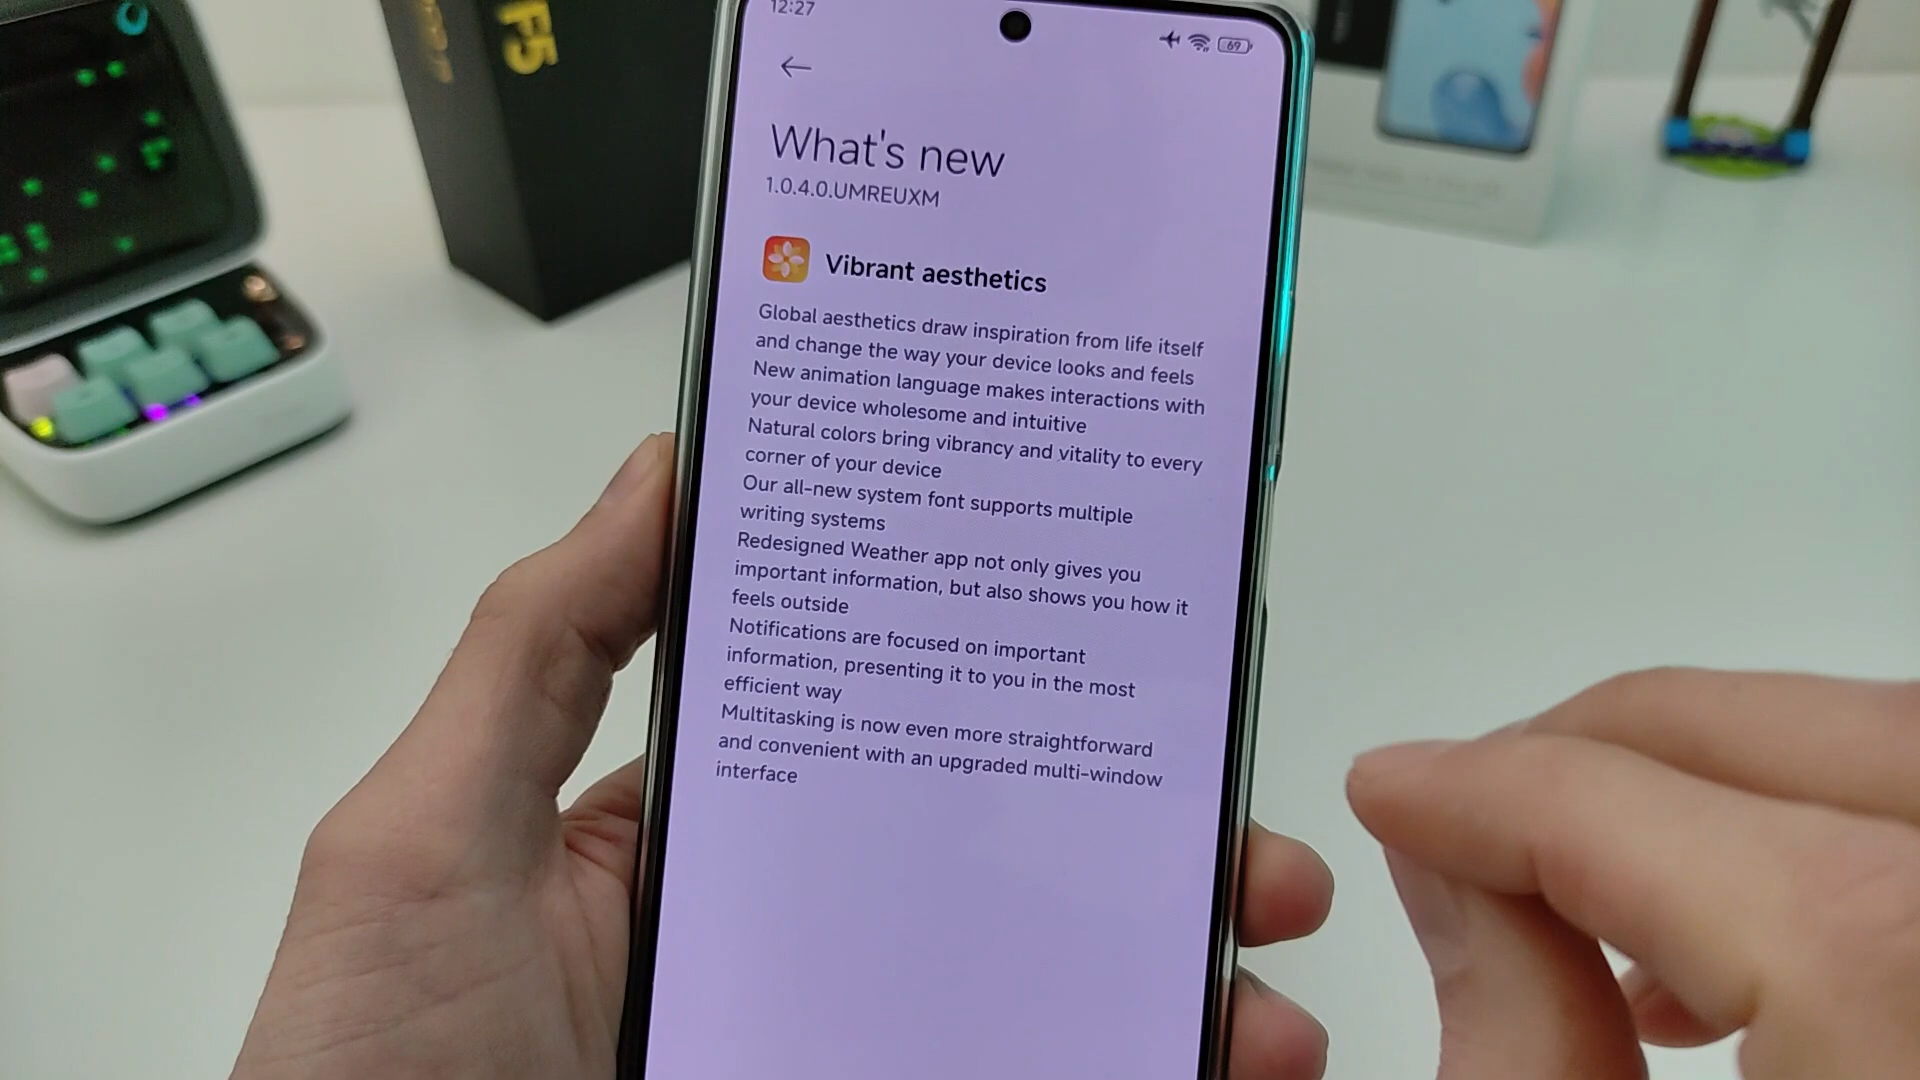 F5
12:27
69
What's new
1.0.4.0.UMREUXM
Vibrant aesthetics
Global aesthetics draw inspiration from life itself
and change the way your device looks and feels
New animation language makes interactions with
your device wholesome and intuitive
Natural colors bring vibrancy and vitality to every
corner of your device
Our all-new system font supports multiple
writing systems
Redesigned Weather app not only gives you
important information, but also shows you how it
feels outside
Notifications are focused on important
information, presenting it to you in the most
efficient way
Multitasking is now even more straightforward
and convenient with an upgraded multi-window
interface